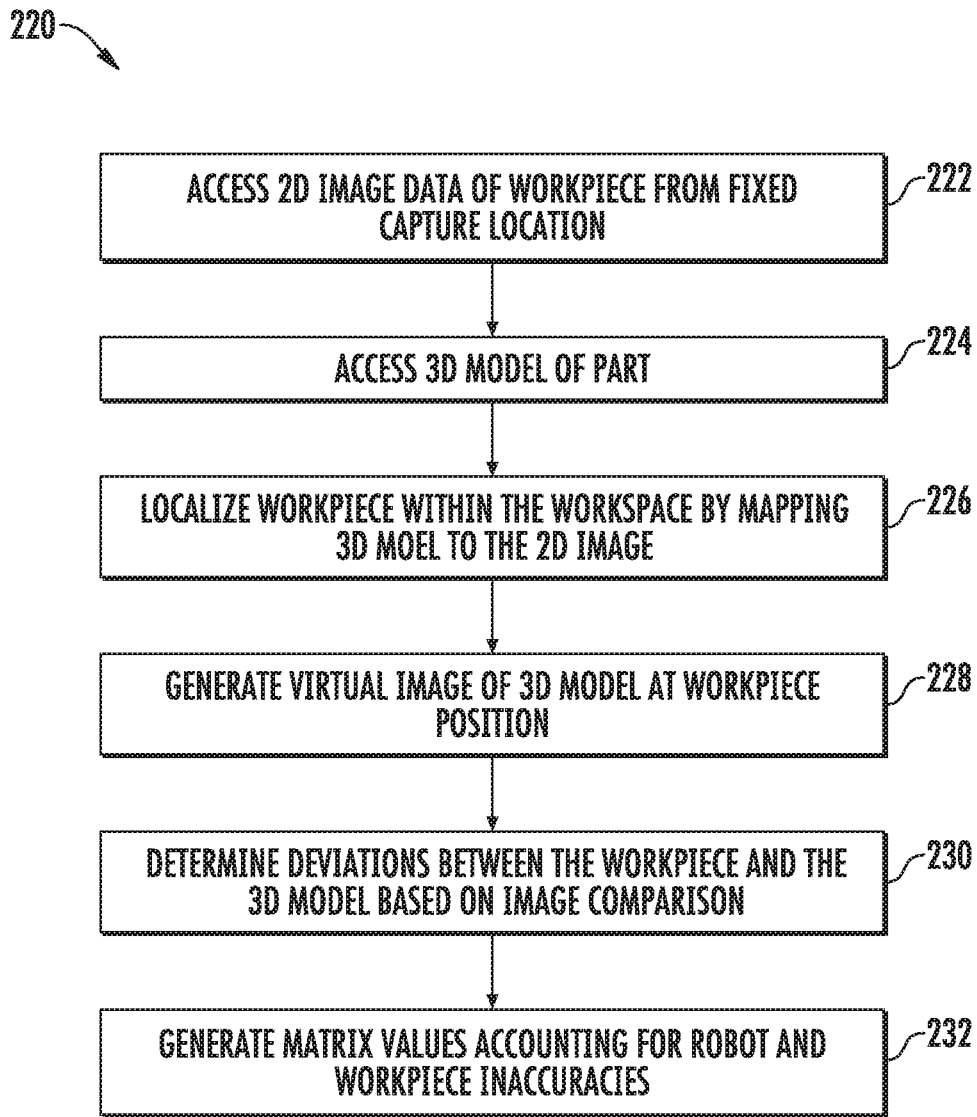 220
ACCESS 2D IMAGE DATA OF WORKPIECE FROM FIXED
CAPTURE LOCATION
222
ACCESS 3D MODEL OF PART
224
LOCALIZE WORKPIECE WITHIN THE WORKSPACE BY MAPPING
3D MOEL TO THE 2D IMAGE
226
GENERATE VIRTUAL IMAGE OF 3D MODEL AT WORKPIECE
POSITION
228
DETERMINE DEVIATIONS BETWEEN THE WORKPIECE AND THE
3D MODEL BASED ON IMAGE COMPARISON
230
GENERATE MATRIX VALUES ACCOUNTING FOR ROBOT AND
WORKPIECE INACCURACIES
232